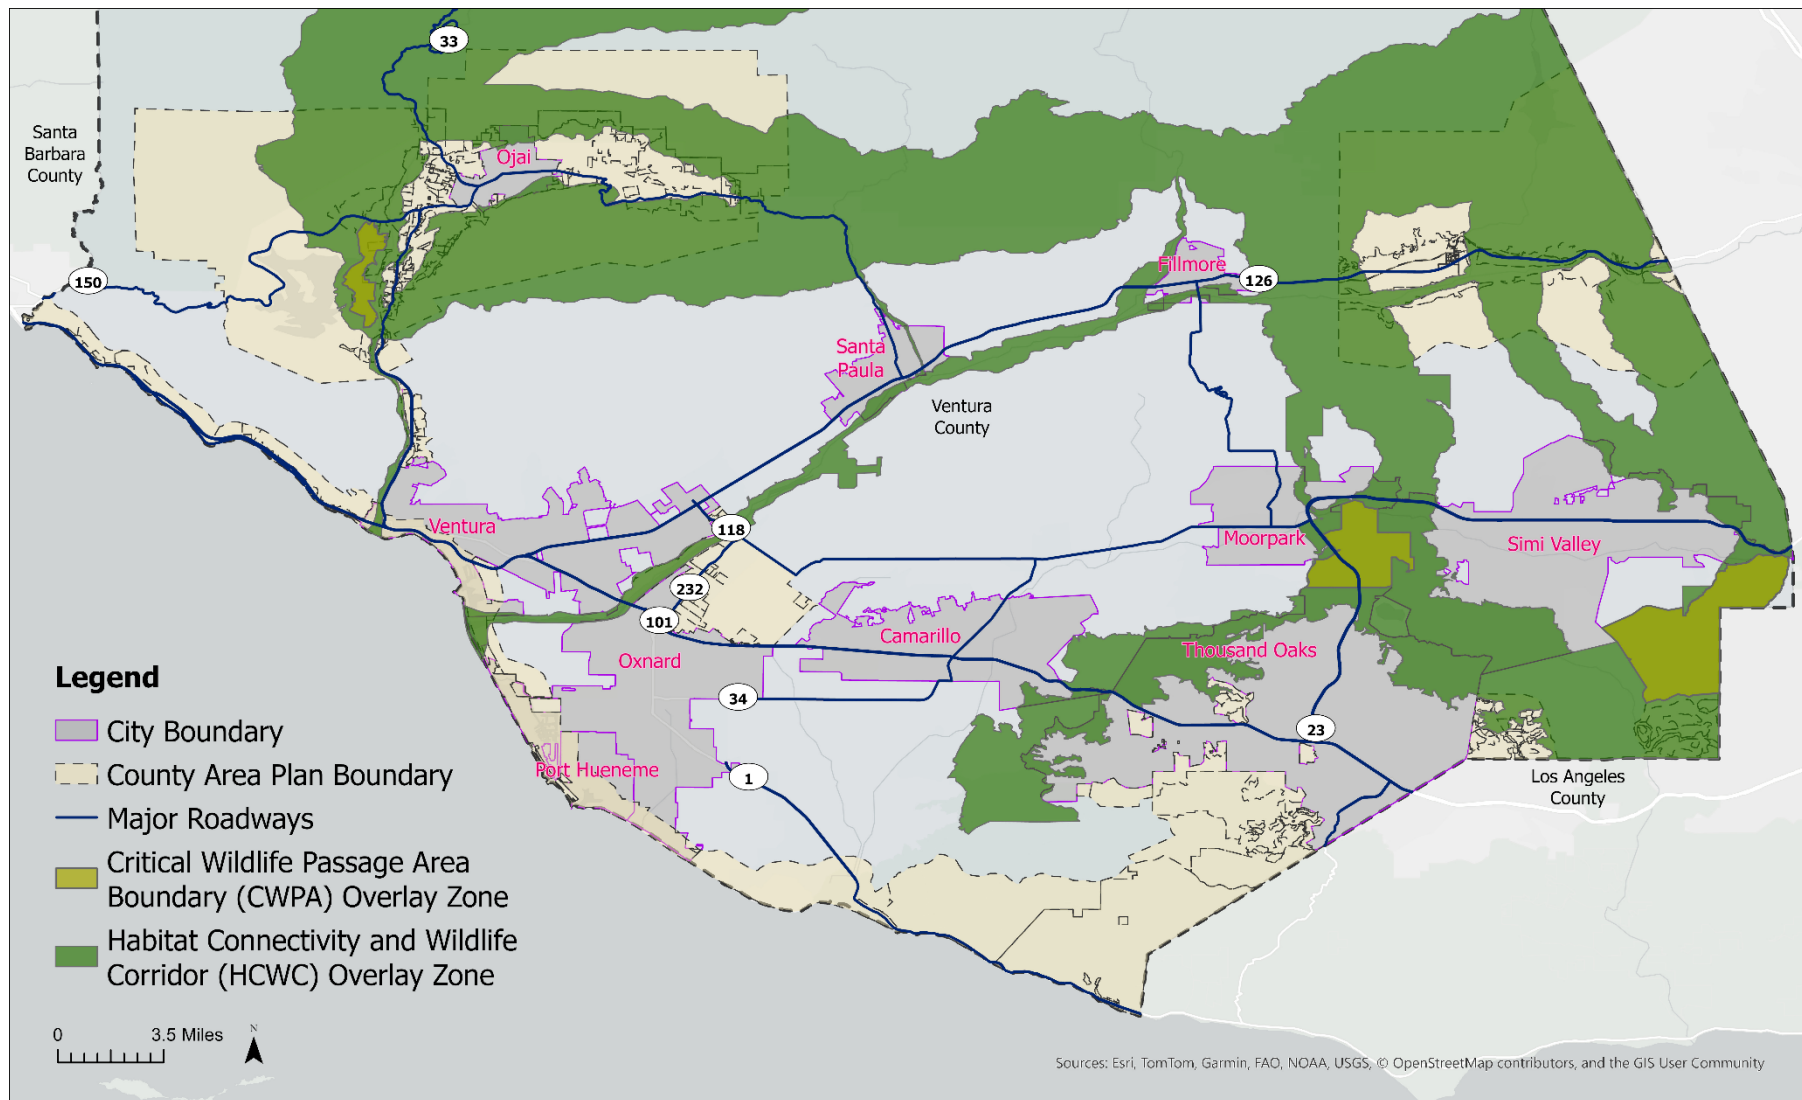 33
Santa
Barbara
County
Ojai
150
Fillmore
126
Santa
Paula
Ventura
County
Ventura
118
Moorpark
Simi Valley
232
101
Camarillo
Oxnard
Thousand Oaks
34
23
Port Hueneme
1
Los Angeles
County
Legend
City Boundary
County Area Plan Boundary
Major Roadways
Critical Wildlife Passage Area
Boundary (CWPA) Overlay Zone
Habitat Connectivity and Wildlife
Corridor (HCWC) Overlay Zone
0 3.5 Miles
N
Sources: Esri, TomTom, Garmin, FAO, NOAA, USGS, © OpenStreetMap contributors, and the GIS User Community